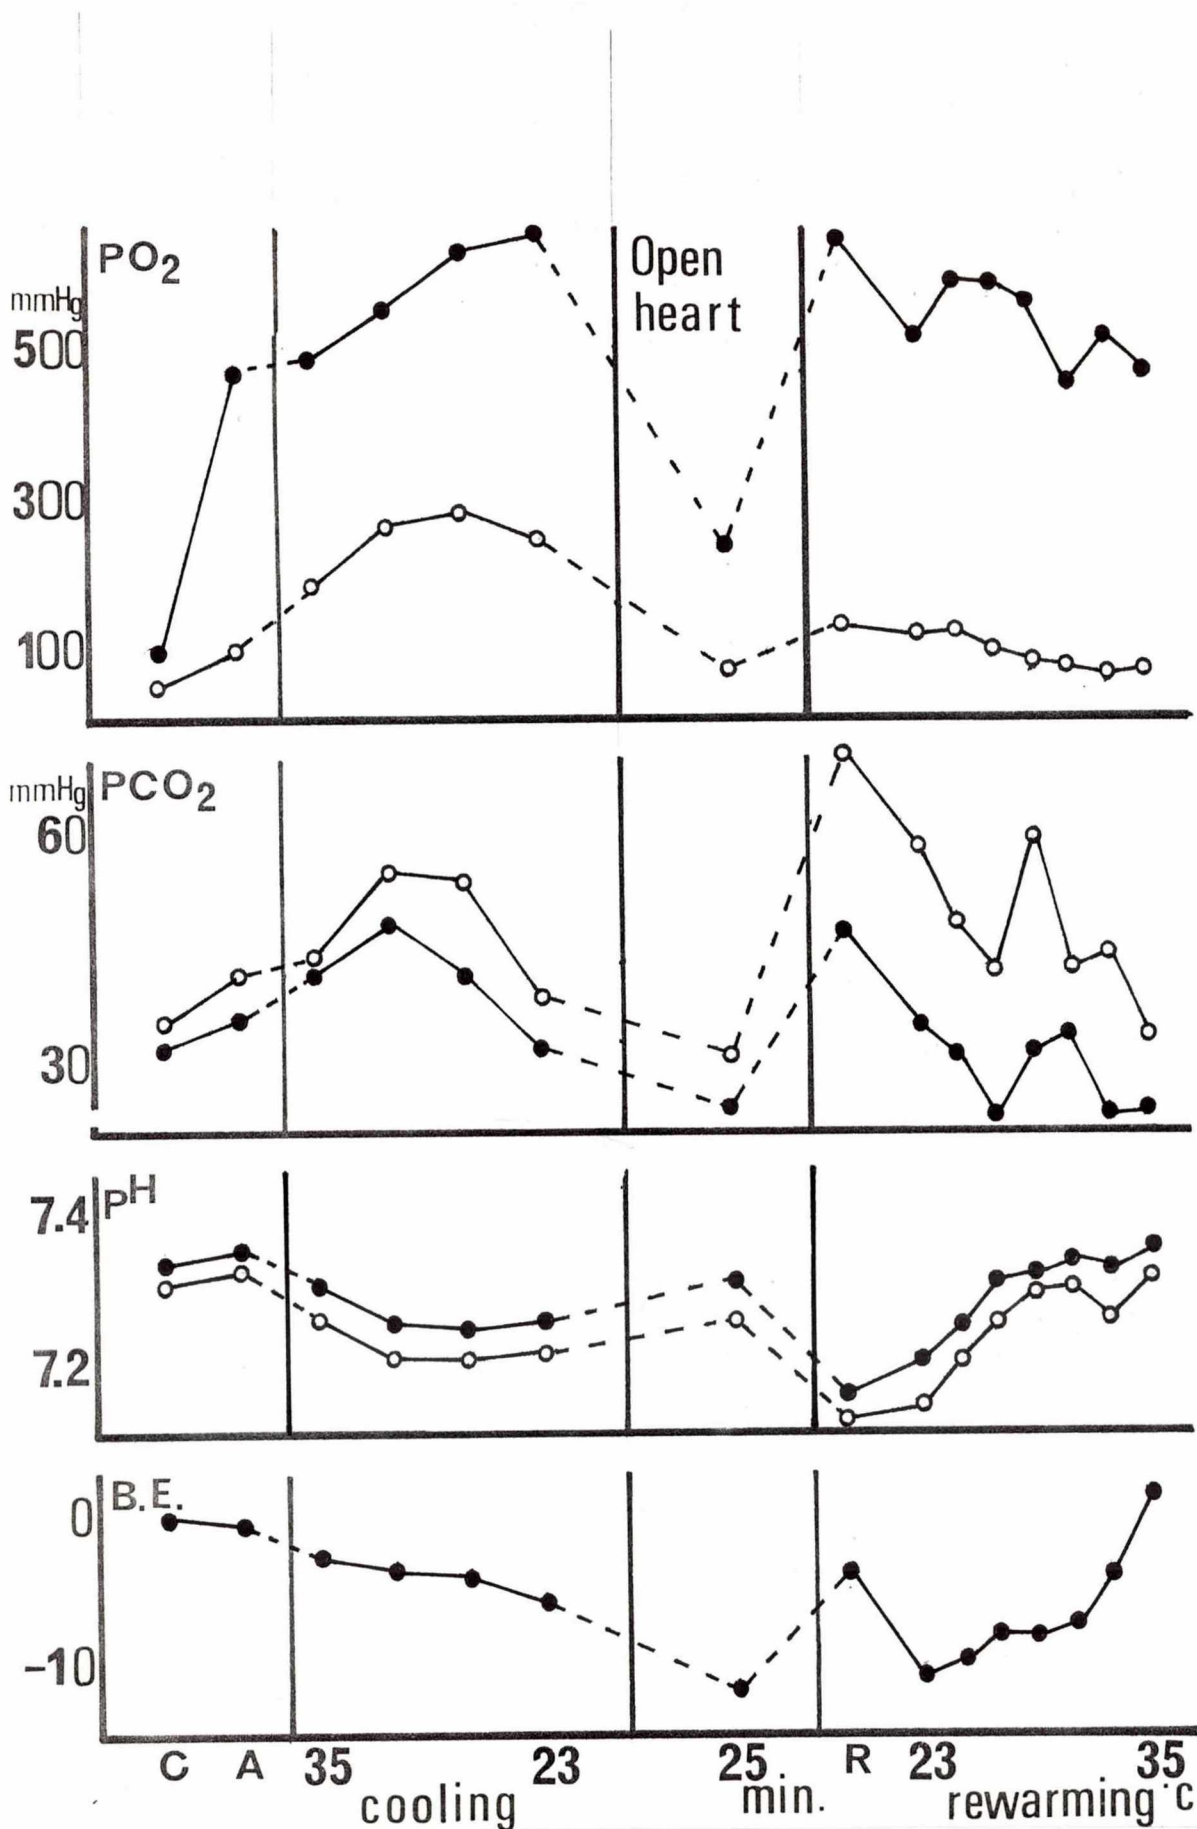 PO2
mmHg
500
300
100
Open
heart
mmHg
PCO2
60
30
PH
7.4
7.2
B.E.
0
-10
C A 35 23 25 R 23 35
cooling min. rewarming °C